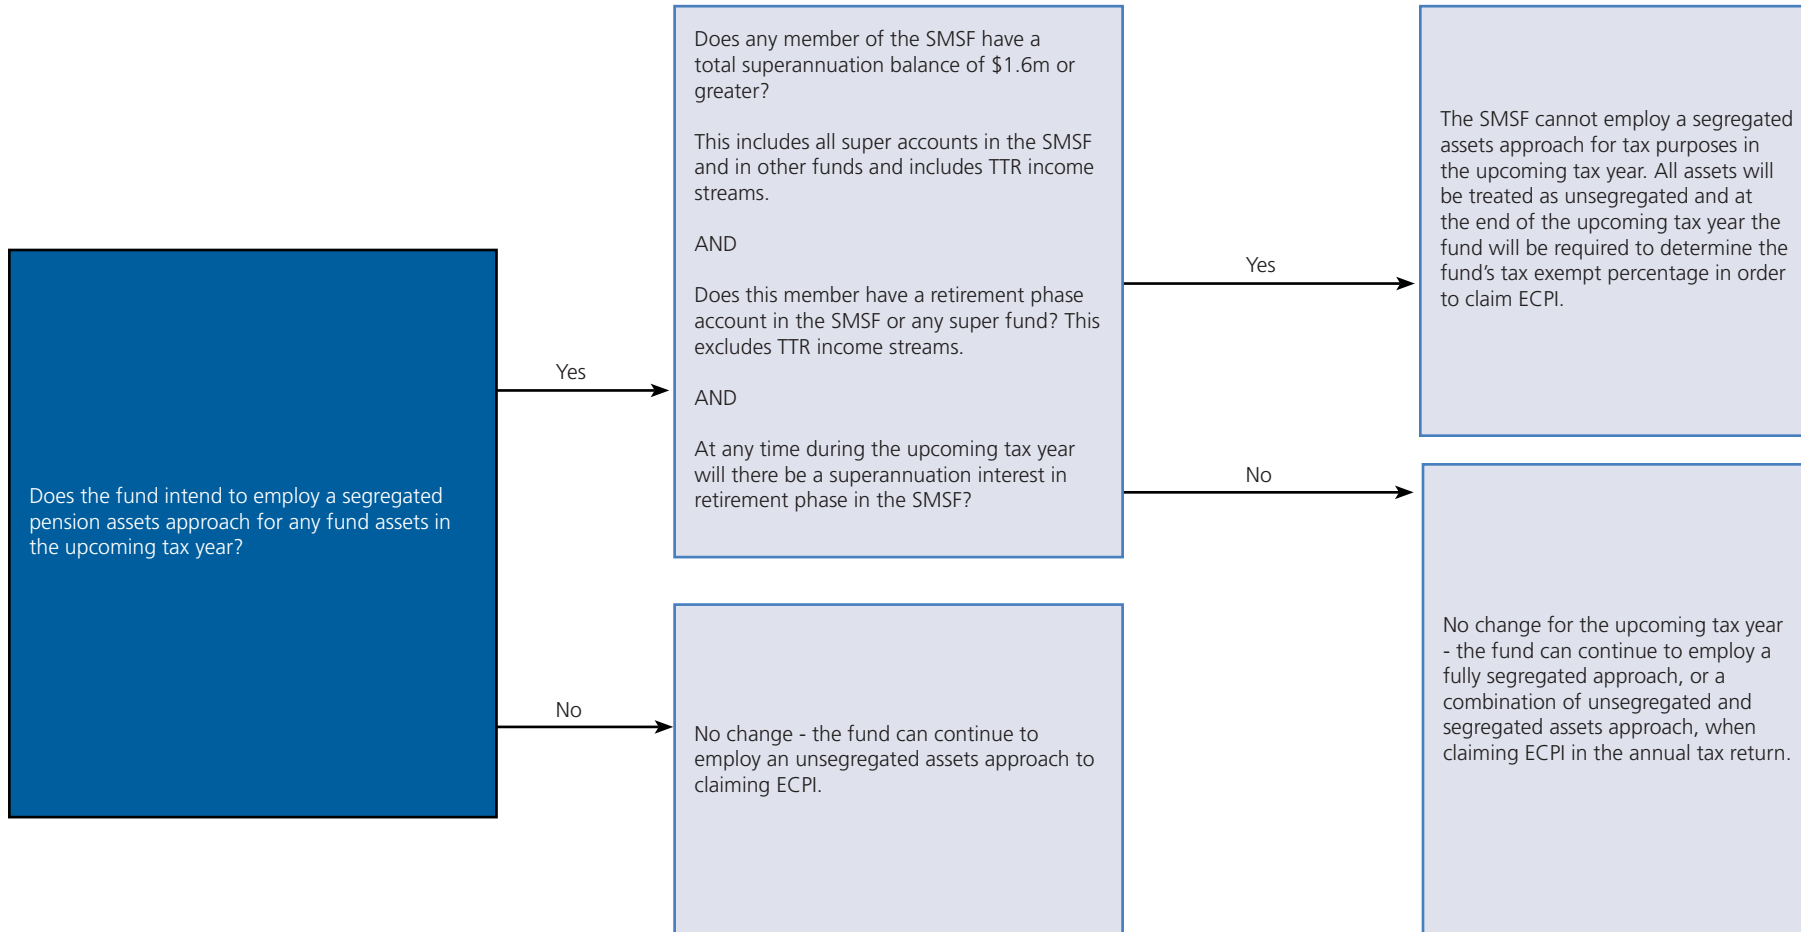 Does the fund intend to employ a segregated
pension assets approach for any fund assets in
the upcoming tax year?
Yes
No
Does any member of the SMSF have a
total superannuation balance of $1.6m or
greater?
This includes all super accounts in the SMSF
and in other funds and includes TTR income
streams.
AND
Does this member have a retirement phase
account in the SMSF or any super fund? This
excludes TTR income streams.
AND
At any time during the upcoming tax year
will there be a superannuation interest in
retirement phase in the SMSF?
No change - the fund can continue to
employ an unsegregated assets approach to
claiming ECPI.
Yes
No
The SMSF cannot employ a segregated
assets approach for tax purposes in
the upcoming tax year. All assets will
be treated as unsegregated and at
the end of the upcoming tax year the
fund will be required to determine the
fund’s tax exempt percentage in order
to claim ECPI.
No change for the upcoming tax year
- the fund can continue to employ a
fully segregated approach, or a
combination of unsegregated and
segregated assets approach, when
claiming ECPI in the annual tax return.